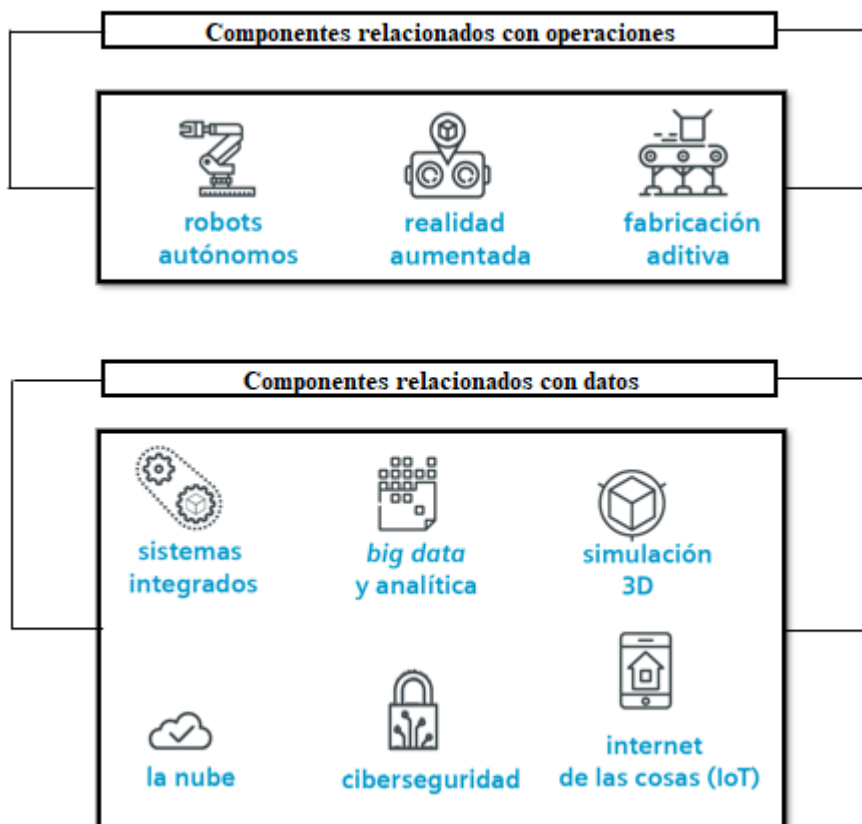 Componentes relacionados con operaciones
robots
autónomos
realidad
aumentada
fabricación
aditiva
Componentes relacionados con datos
sistemas
integrados
big data
y analítica
simulación
3D
la nube
ciberseguridad
internet
de las cosas (IoT)